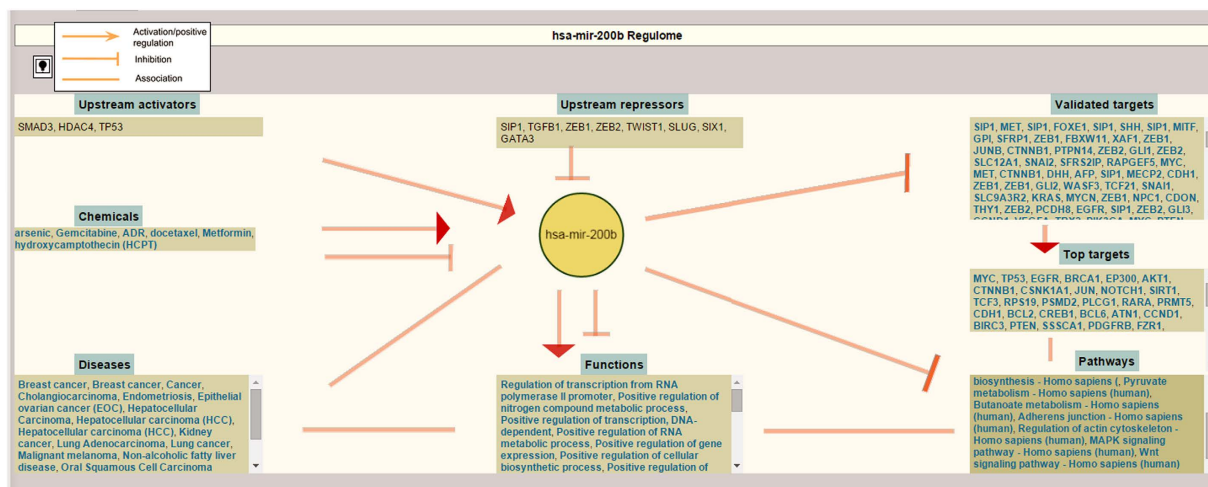 Activation/positive
regulation
Inhibition
Association
hsa-mir-200b Regulome
Upstream activators
SMAD3, HDAC4, TP53
Upstream repressors
SIP1, TGFB1, ZEB1, ZEB2, TWIST1, SLUG, SIX1,
GATA3
Validated targets
SIP1, MET, SIP1, FOXE1, SIP1, SHH, SIP1, MITF,
GPI, SFRP1, ZEB1, FBXW11, XAF1, ZEB1,
JUNB, CTNNB1, PTPN14, ZEB2, GLI1, ZEB2,
SLC12A1, SNAI2, SFRS2IP, RAPGEF5, MYC,
MET, CTNNB1, DHH, AFP, SIP1, MECP2, CDH1,
ZEB1, ZEB1, GLI2, WASF3, TCF21, SNAI1,
SLC9A3R2, KRAS, MYCN, ZEB1, NPC1, CDON,
THY1, ZEB2, PCDH8, EGFR, SIP1, ZEB2, GLI3,
Chemicals
arsenic, Gemcitabine, ADR, docetaxel, Metformin,
hydroxycamptothecin (HCPT)
hsa-mir-200b
Top targets
MYC, TP53, EGFR, BRCA1, EP300, AKT1,
CTNNB1, CSNK1A1, JUN, NOTCH1, SIRT1,
TCF3, RPS19, PSMD2, PLCG1, RARA, PRMT5,
CDH1, BCL2, CREB1, BCL6, ATN1, CCND1,
BIRC3, PTEN, SSSCA1, PDGFRB, FZR1,
Diseases
Breast cancer, Breast cancer, Cancer,
Cholangiocarcinoma, Endometriosis, Epithelial
ovarian cancer (EOC), Hepatocellular
Carcinoma, Hepatocellular carcinoma (HCC),
Hepatocellular carcinoma (HCC), Kidney
cancer, Lung Adenocarcinoma, Lung cancer,
Malignant melanoma, Non-alcoholic fatty liver
disease, Oral Squamous Cell Carcinoma
Functions
Regulation of transcription from RNA
polymerase II promoter, Positive regulation of
nitrogen compound metabolic process,
Positive regulation of transcription, DNA-
dependent, Positive regulation of RNA
metabolic process, Positive regulation of gene
expression, Positive regulation of cellular
biosynthetic process, Positive regulation of
Pathways
biosynthesis - Homo sapiens (, Pyruvate
metabolism - Homo sapiens (human),
Butanoate metabolism - Homo sapiens
(human), Adherens junction - Homo sapiens
(human), Regulation of actin cytoskeleton -
Homo sapiens (human), MAPK signaling
pathway - Homo sapiens (human), Wnt
signaling pathway - Homo sapiens (human)